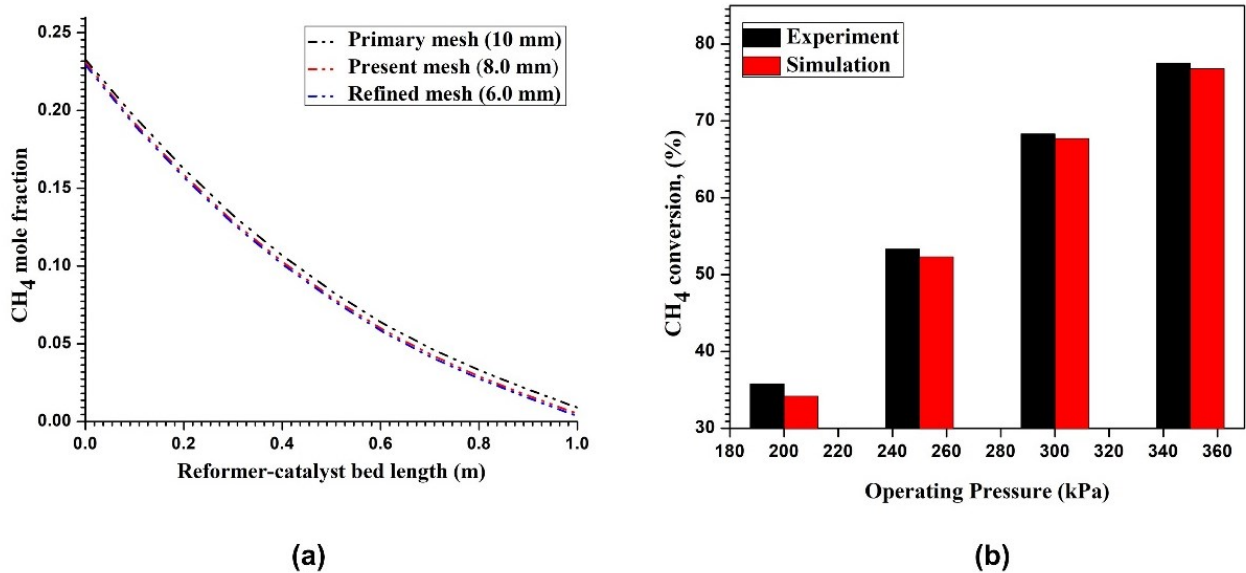 0.25
0.20
0.15
0.10
0.05
0.00
CH4 mole fraction
Primary mesh (10 mm)
Present mesh (8.0 mm)
Refined mesh (6.0 mm)
0.0 0.2 0.4 0.6 0.8 1.0
Reformer-catalyst bed length (m)
(a)
80
70
60
50
40
30
CH4 conversion, (%)
Experiment
Simulation
180 200 220 240 260 280 300 320 340 360
Operating Pressure (kPa)
(b)